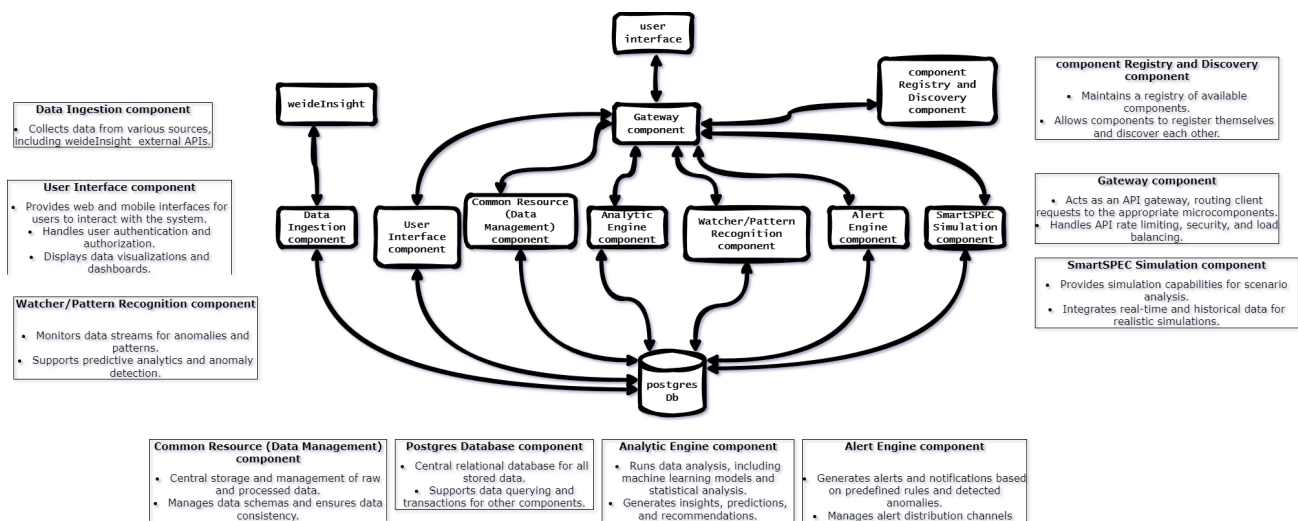 user
interface
component
Registry and
Discovery
component
weideInsight
Gateway
component
Data
Ingestion
component
User
Interface
component
Common Resource
(Data
Management)
component
Analytic
Engine
component
Watcher/Pattern
Recognition
component
Alert
Engine
component
SmartSPEC
Simulation
component
postgres
Db
Data Ingestion component
• Collects data from various sources,
including weideInsight external APIs.
User Interface component
• Provides web and mobile interfaces for
users to interact with the system.
• Handles user authentication and
authorization.
• Displays data visualizations and
dashboards.
Watcher/Pattern Recognition component
• Monitors data streams for anomalies and
patterns.
• Supports predictive analytics and anomaly
detection.
component Registry and Discovery
component
• Maintains a registry of available
components.
• Allows components to register themselves
and discover each other.
Gateway component
• Acts as an API gateway, routing client
requests to the appropriate microcomponents.
• Handles API rate limiting, security, and load
balancing.
SmartSPEC Simulation component
• Provides simulation capabilities for scenario
analysis.
• Integrates real-time and historical data for
realistic simulations.
Common Resource (Data Management)
component
• Central storage and management of raw
and processed data.
• Manages data schemas and ensures data
consistency.
Postgres Database component
• Central relational database for all
stored data.
• Supports data querying and
transactions for other components.
Analytic Engine component
• Runs data analysis, including
machine learning models and
statistical analysis.
• Generates insights, predictions,
and recommendations.
Alert Engine component
• Generates alerts and notifications based
on predefined rules and detected
anomalies.
• Manages alert distribution channels